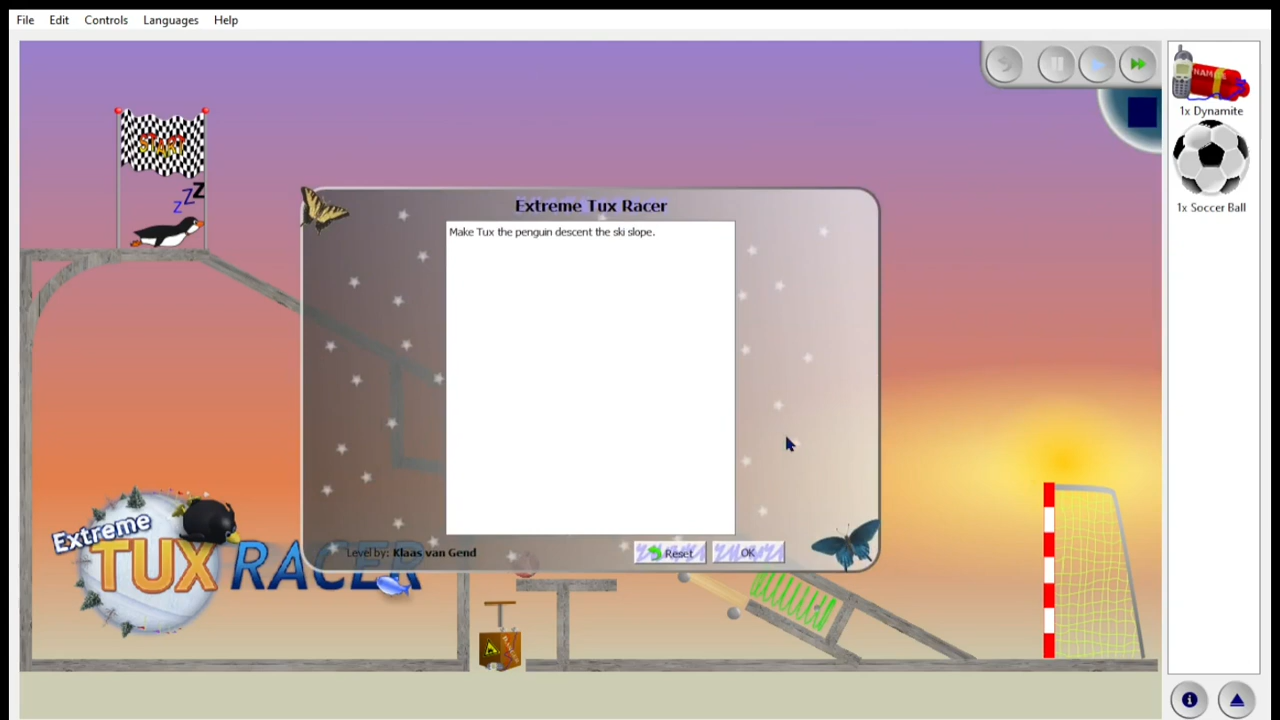 File Edit Controls Languages Help
START
zzZ
1x Dynamite
1x Soccer Ball
Extreme Tux Racer
Make Tux the penguin descent the ski slope.
Level by: Klaas van Gend
Reset
OK
Extreme
TUX RACER